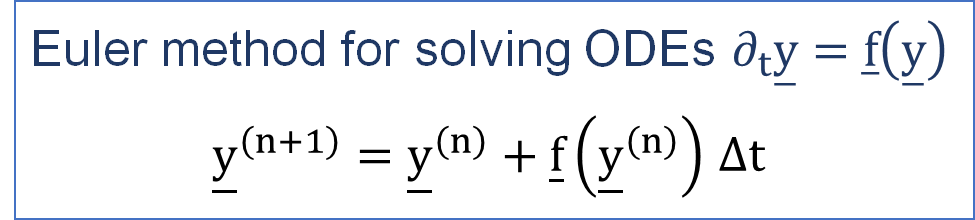 Euler method for solving ODEs ∂ₜy̲ = f̲(y̲)
y̲⁽ⁿ⁺¹⁾ = y̲⁽ⁿ⁾ + f̲(y̲⁽ⁿ⁾) Δt